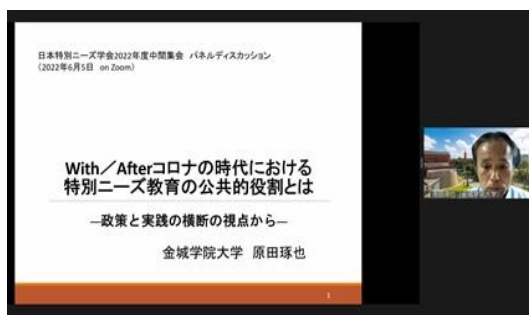 日本特別ニーズ学会2022年度中間集会 パネルディスカッション
（2022年6月5日 on Zoom）
With／Afterコロナの時代における
特別ニーズ教育の公共的役割とは
―政策と実践の横断の視点から―
金城学院大学 原田琢也
1